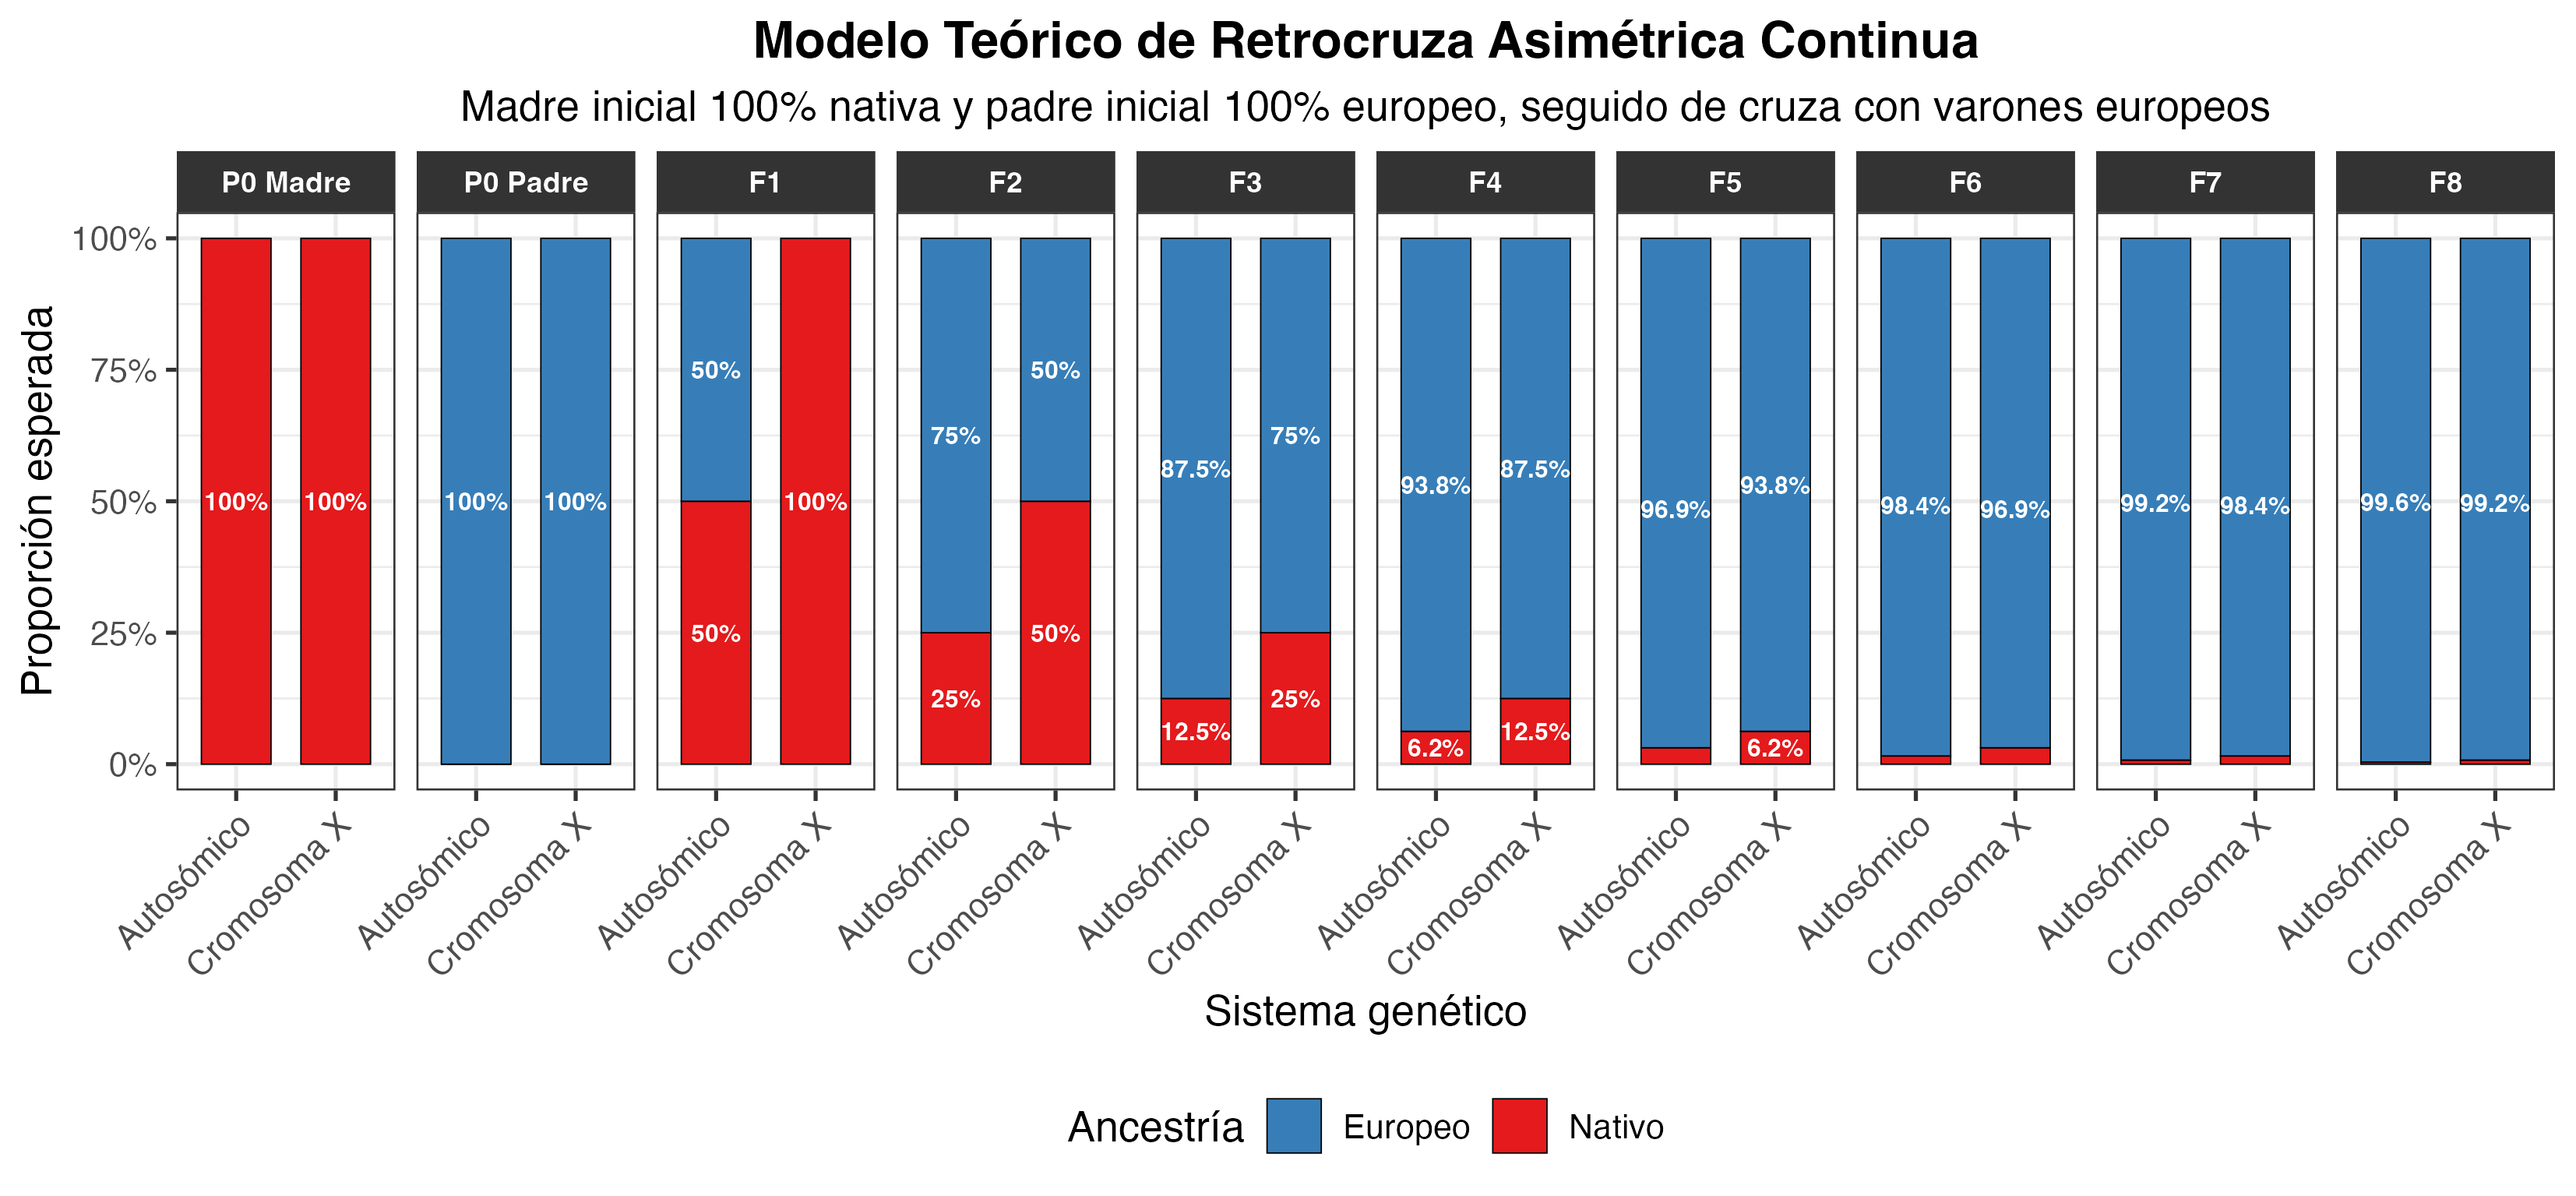 Modelo Teórico de Retrocruza Asimétrica Continua
Madre inicial 100% nativa y padre inicial 100% europeo, seguido de cruza con varones europeos
P0 Madre
P0 Padre
F1
F2
F3
F4
F5
F6
F7
F8
Proporción esperada
100%
75%
50%
25%
0%
100%
100%
100%
100%
50%
50%
100%
75%
25%
50%
50%
87.5%
12.5%
75%
25%
93.8%
6.2%
87.5%
12.5%
96.9%
93.8%
6.2%
98.4%
96.9%
99.2%
98.4%
99.6%
99.2%
Autosómico
Cromosoma X
Autosómico
Cromosoma X
Autosómico
Cromosoma X
Autosómico
Cromosoma X
Autosómico
Cromosoma X
Autosómico
Cromosoma X
Autosómico
Cromosoma X
Autosómico
Cromosoma X
Autosómico
Cromosoma X
Autosómico
Cromosoma X
Sistema genético
Ancestría
Europeo
Nativo